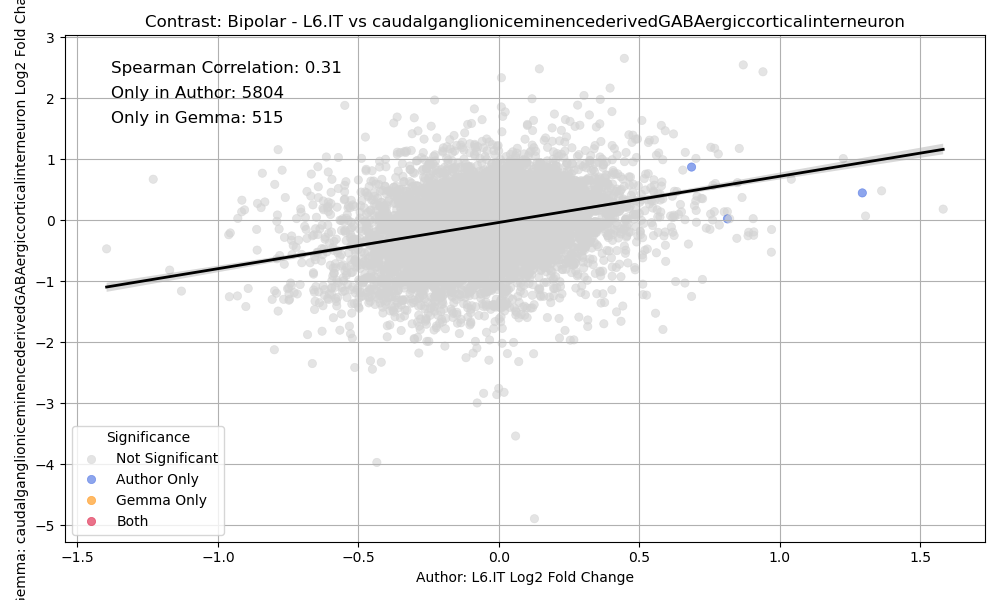 Contrast: Bipolar - L6.IT vs caudalganglioniceminencederivedGABAergiccorticalinterneuron
Spearman Correlation: 0.31
Only in Author: 5804
Only in Gemma: 515
3
2
1
0
−1
−2
−3
−4
−5
caudalganglioniceminencederivedGABAergiccorticalinterneuron Log2 Fold
Significance
Not Significant
Author Only
Gemma Only
Both
−1.5
−1.0
−0.5
0.0
0.5
1.0
1.5
Author: L6.IT Log2 Fold Change